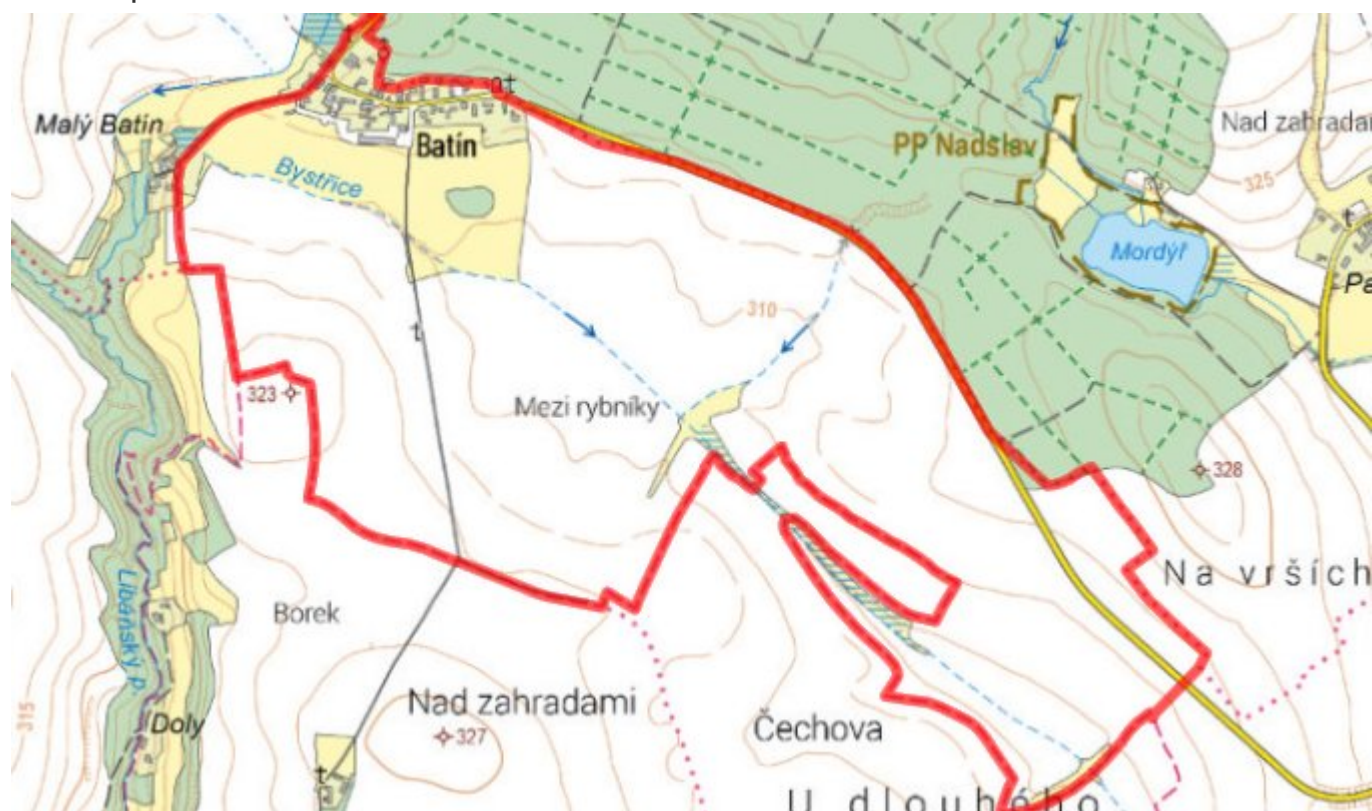 nt
Malý Batín
Batín
PP Nadslav
Nad zahradami
325
t
Bystřice
Mordýř
310
t
323
Mezi rybníky
328
Na vrších
Libáňský p.
Borek
315
Doly
Nad zahradami
327
Čechova
t
U dlouhého